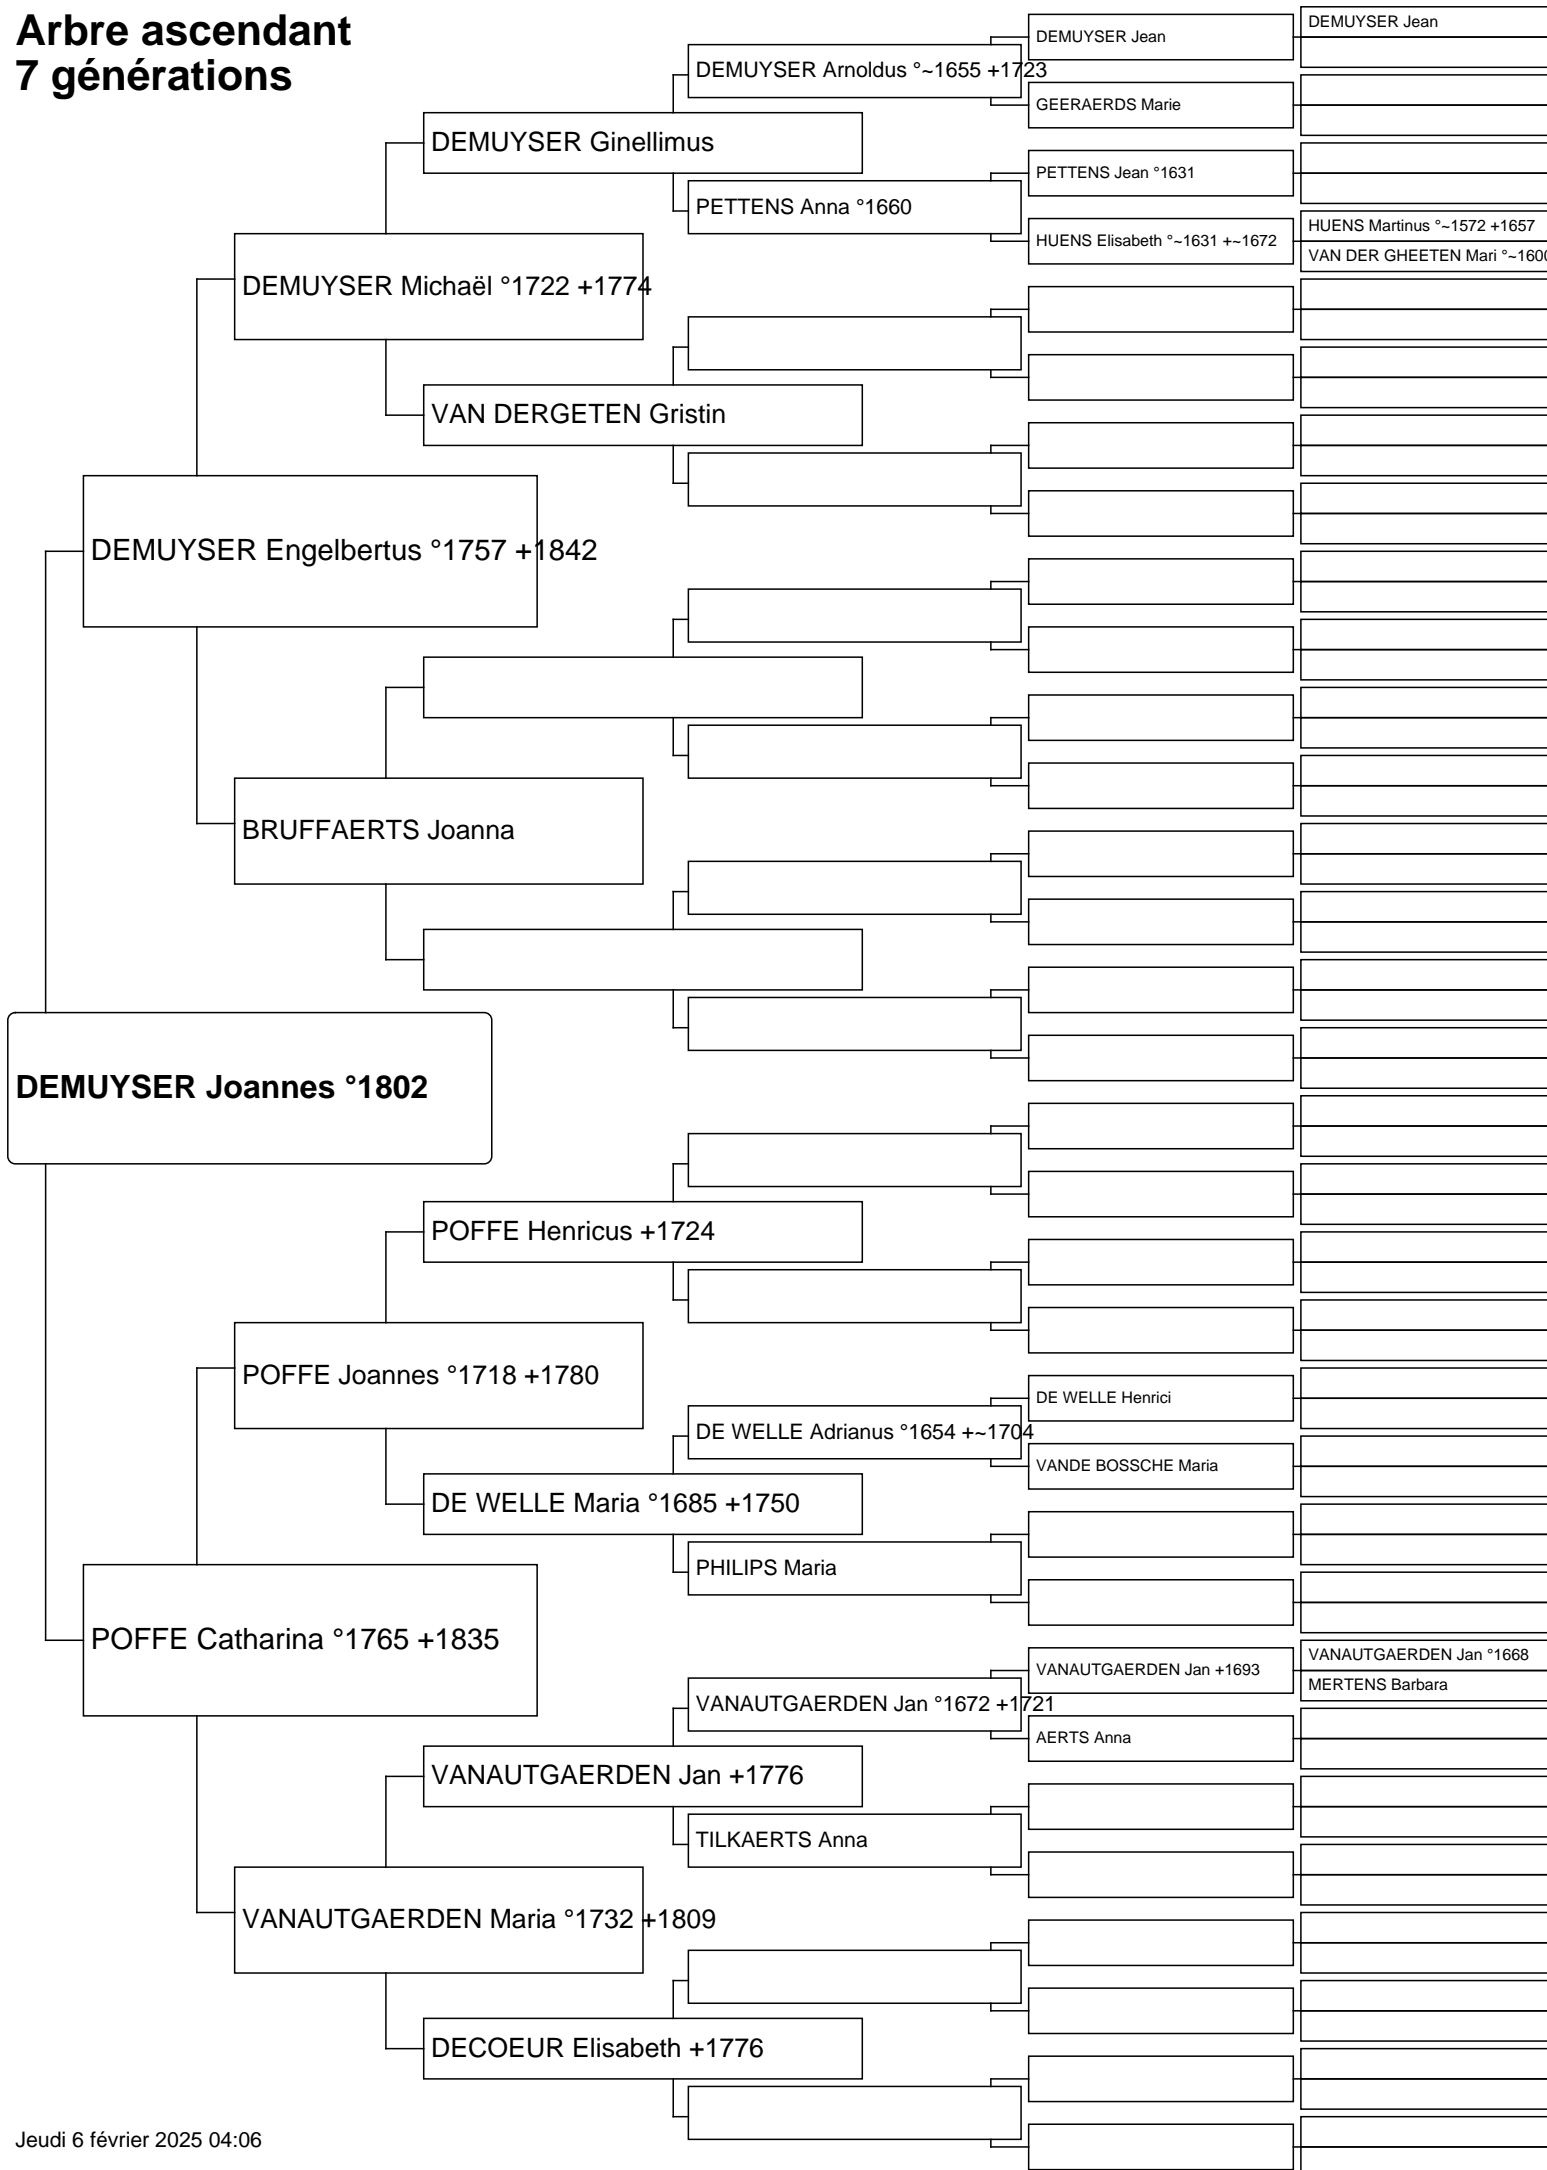 Arbre ascendant
7 générations
DEMUYSER Jean
DEMUYSER Jean
DEMUYSER Arnoldus °~1655 +1723
GEERAERDS Marie
DEMUYSER Ginellimus
PETTENS Jean °1631
PETTENS Anna °1660
HUENS Martinus °~1572 +1657
HUENS Elisabeth °~1631 +~1672
VAN DER GHEETEN Mari °~1600
DEMUYSER Michaël °1722 +1774
VAN DERGETEN Gristin
DEMUYSER Engelbertus °1757 +1842
BRUFFAERTS Joanna
DEMUYSER Joannes °1802
POFFE Henricus +1724
POFFE Joannes °1718 +1780
DE WELLE Henrici
DE WELLE Adrianus °1654 +~1704
VANDE BOSSCHE Maria
DE WELLE Maria °1685 +1750
PHILIPS Maria
POFFE Catharina °1765 +1835
VANAUTGAERDEN Jan °1668
VANAUTGAERDEN Jan +1693
MERTENS Barbara
VANAUTGAERDEN Jan °1672 +1721
AERTS Anna
VANAUTGAERDEN Jan +1776
TILKAERTS Anna
VANAUTGAERDEN Maria °1732 +1809
DECOEUR Elisabeth +1776
Jeudi 6 février 2025 04:06